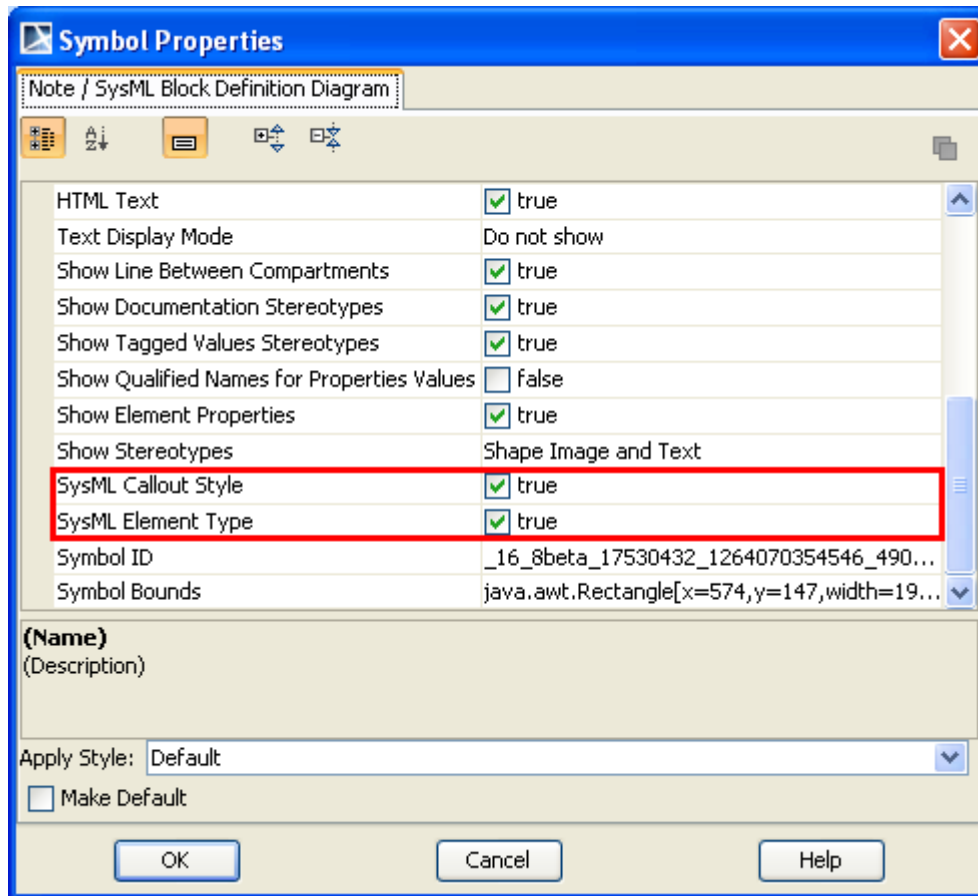 Symbol Properties
Note / SysML Block Definition Diagram
HTML Text true
Text Display Mode Do not show
Show Line Between Compartments true
Show Documentation Stereotypes true
Show Tagged Values Stereotypes true
Show Qualified Names for Properties Values false
Show Element Properties true
Show Stereotypes Shape Image and Text
SysML Callout Style true
SysML Element Type true
Symbol ID _16_8beta_17530432_1264070354546_490...
Symbol Bounds java.awt.Rectangle[x=574,y=147,width=19...
(Name)
(Description)
Apply Style: Default
Make Default
OK Cancel Help